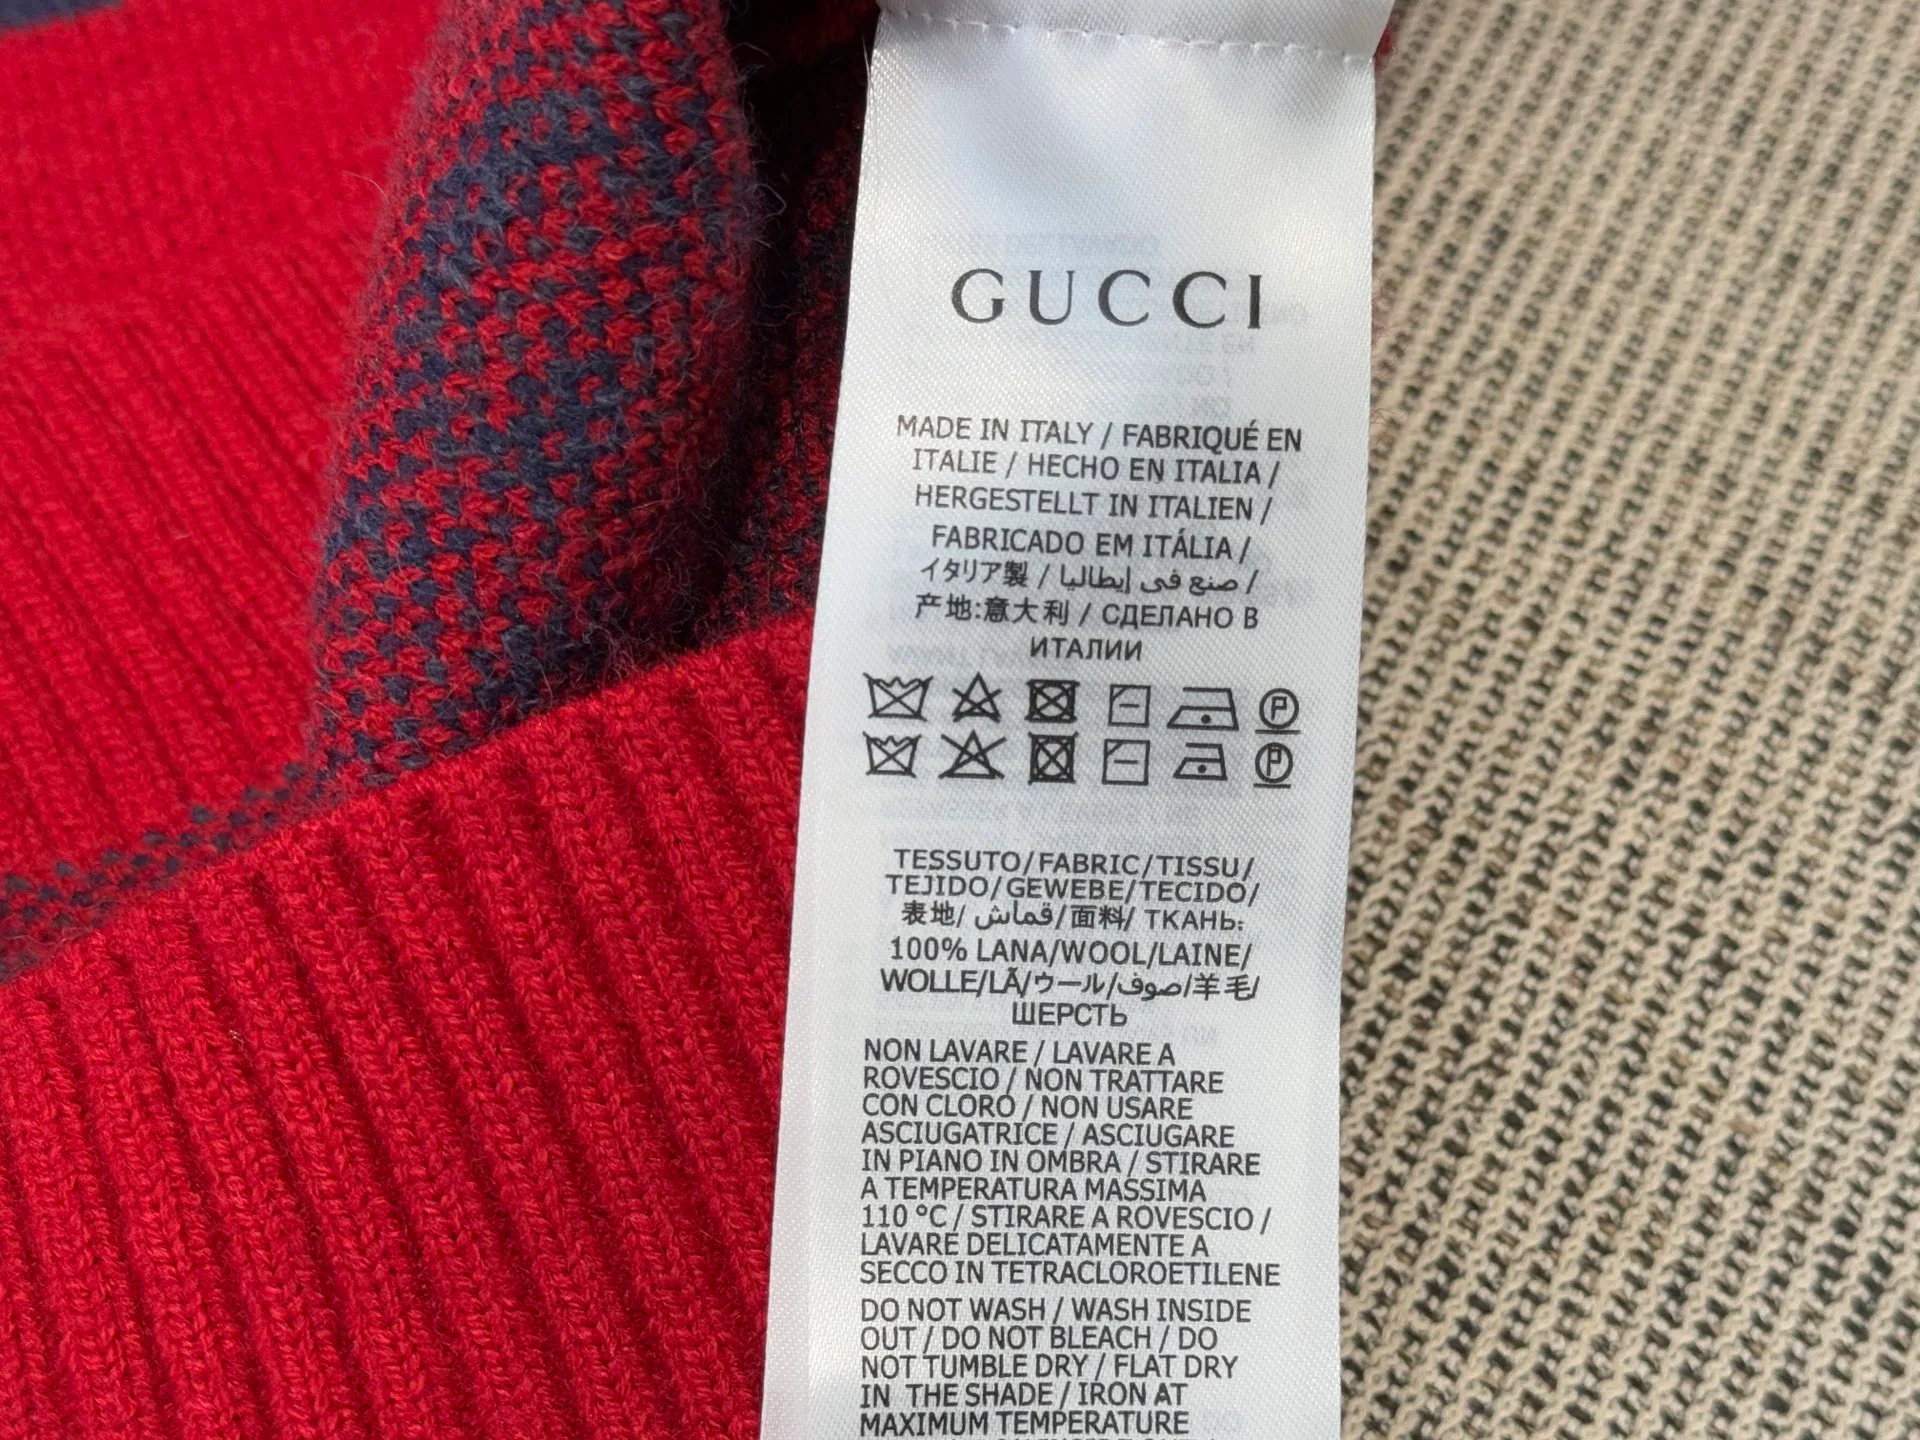 GUCCI
MADE IN ITALY / FABRIQUÉ EN
ITALIE / HECHO EN ITALIA /
HERGESTELLT IN ITALIEN /
FABRICADO EM ITÁLIA /
イタリア製 / صنع في إيطاليا /
产地:意大利 / СДЕЛАНО В
ИТАЛИИ
P
P
TESSUTO/FABRIC/TISSU/
TEJIDO/GEWEBE/TECIDO/
表地/ قماش/面料/ ТКАНЬ:
100% LANA/WOOL/LAINE/
WOLLE/LÃ/ウール/صوف/羊毛/
ШЕРСТЬ
NON LAVARE / LAVARE A
ROVESCIO / NON TRATTARE
CON CLORO / NON USARE
ASCIUGATRICE / ASCIUGARE
IN PIANO IN OMBRA / STIRARE
A TEMPERATURA MASSIMA
110 °C / STIRARE A ROVESCIO /
LAVARE DELICATAMENTE A
SECCO IN TETRACLOROETILENE
DO NOT WASH / WASH INSIDE
OUT / DO NOT BLEACH / DO
NOT TUMBLE DRY / FLAT DRY
IN THE SHADE / IRON AT
MAXIMUM TEMPERATURE